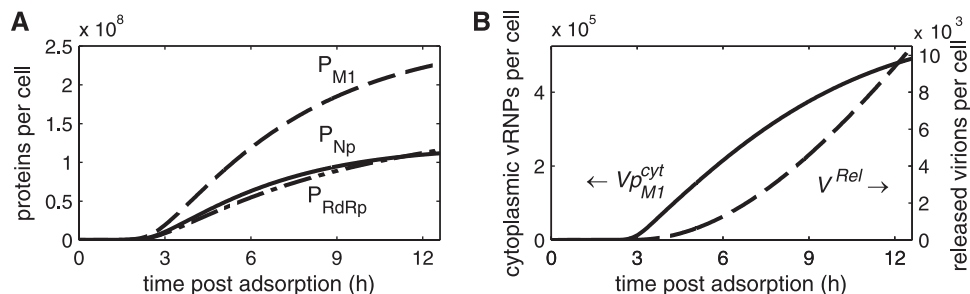 A
x 10^8
proteins per cell
2.5
2
1.5
1
0.5
0
P_M1
P_Np
P_RdRp
0 3 6 9 12
time post adsorption (h)
B
x 10^5
x 10^3
cytoplasmic vRNPs per cell
4
2
0
← Vp_M1^cyt
V^Rel →
10
8
6
4
2
0
released virions per cell
0 3 6 9 12
time post adsorption (h)